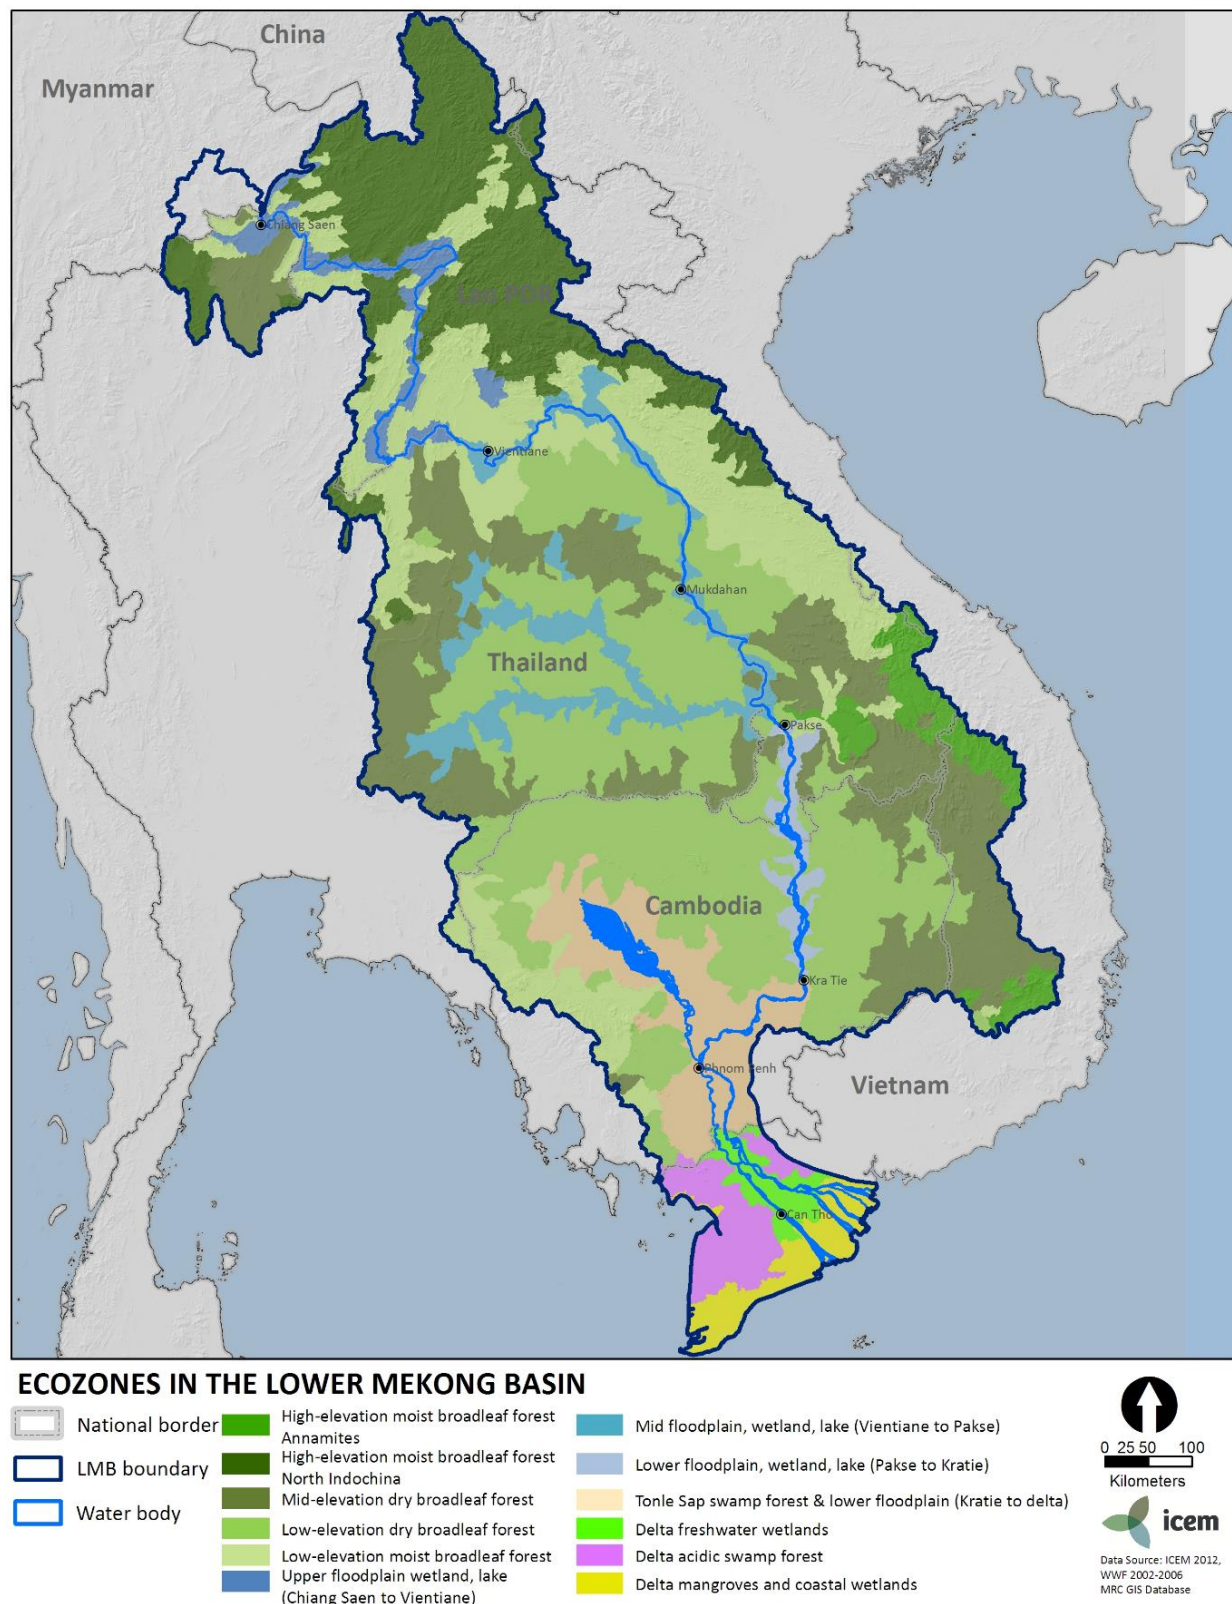 China
Myanmar
Chiang Saen
Lao PDR
Vientiane
Mukdahan
Thailand
Pakse
Cambodia
Kra Tie
Phnom Penh
Vietnam
Can Tho
ECOZONES IN THE LOWER MEKONG BASIN
National border
LMB boundary
Water body
High-elevation moist broadleaf forest
Annamites
High-elevation moist broadleaf forest
North Indochina
Mid-elevation dry broadleaf forest
Low-elevation dry broadleaf forest
Low-elevation moist broadleaf forest
Upper floodplain wetland, lake
(Chiang Saen to Vientiane)
Mid floodplain, wetland, lake (Vientiane to Pakse)
Lower floodplain, wetland, lake (Pakse to Kratie)
Tonle Sap swamp forest & lower floodplain (Kratie to delta)
Delta freshwater wetlands
Delta acidic swamp forest
Delta mangroves and coastal wetlands
0 25 50 100
Kilometers
icem
Data Source: ICEM 2012,
WWF 2002-2006
MRC GIS Database